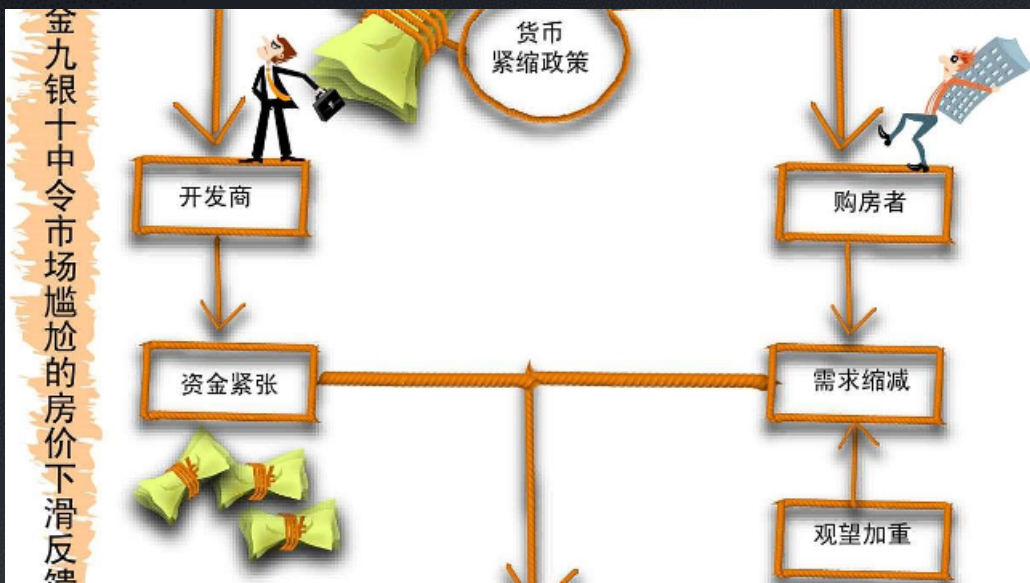 金九银十中令市场尴尬的房价下滑反馈
货币
紧缩政策
开发商
购房者
资金紧张
需求缩减
观望加重